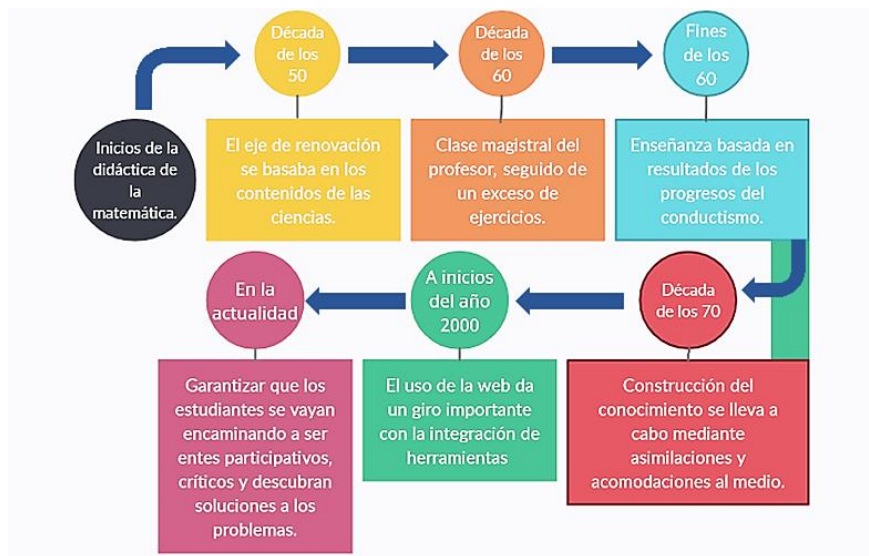 Inicios de la
didáctica de
la
matemática.
Década
de los
50
El eje de renovación
se basaba en los
contenidos de las
ciencias.
Década
de los
60
Clase magistral del
profesor, seguido de
un exceso de
ejercicios.
Fines
de los
60
Enseñanza basada en
resultados de los
progresos del
conductismo.
Década
de los 70
Construcción del
conocimiento se lleva a
cabo mediante
asimilaciones y
acomodaciones al medio.
A inicios
del año
2000
El uso de la web da
un giro importante
con la integración de
herramientas
En la
actualidad
Garantizar que los
estudiantes se vayan
encaminando a ser
entes participativos,
críticos y descubran
soluciones a los
problemas.